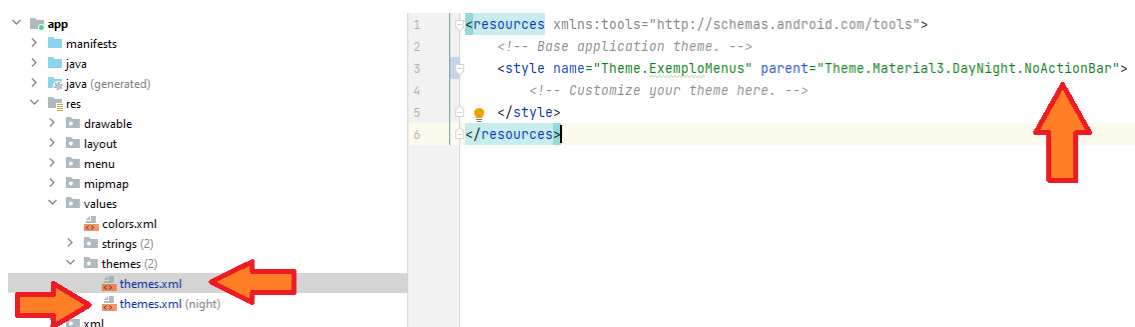 app
manifests
java
java (generated)
res
drawable
layout
menu
mipmap
values
colors.xml
strings (2)
themes (2)
themes.xml
themes.xml (night)
xml
1 <resources xmlns:tools="http://schemas.android.com/tools">
2 <!-- Base application theme. -->
3 <style name="Theme.ExemploMenus" parent="Theme.Material3.DayNight.NoActionBar">
4 <!-- Customize your theme here. -->
5 </style>
6 </resources>